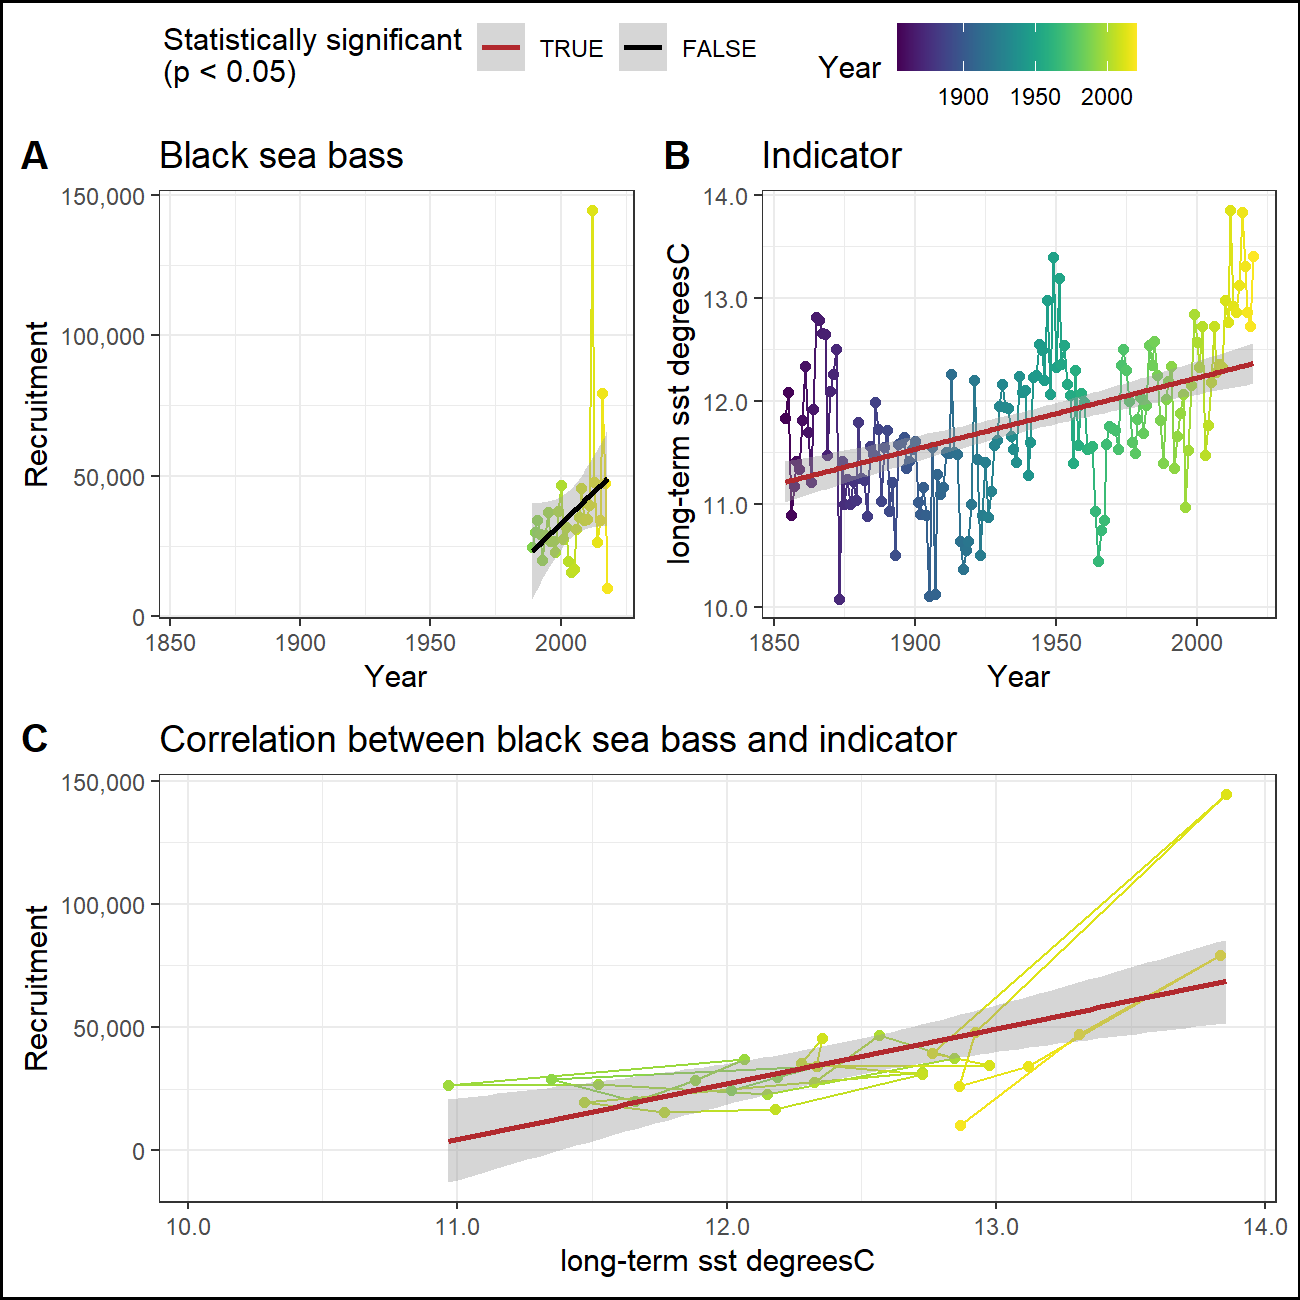 Statistically significant
(p < 0.05)
TRUE
FALSE
Year
1900
1950
2000
A
Black sea bass
150,000
100,000
50,000
0
Recruitment
1850
1900
1950
2000
Year
B
Indicator
14.0
13.0
12.0
11.0
10.0
long-term sst degreesC
1850
1900
1950
2000
Year
C
Correlation between black sea bass and indicator
150,000
100,000
50,000
0
Recruitment
10.0
11.0
12.0
13.0
14.0
long-term sst degreesC